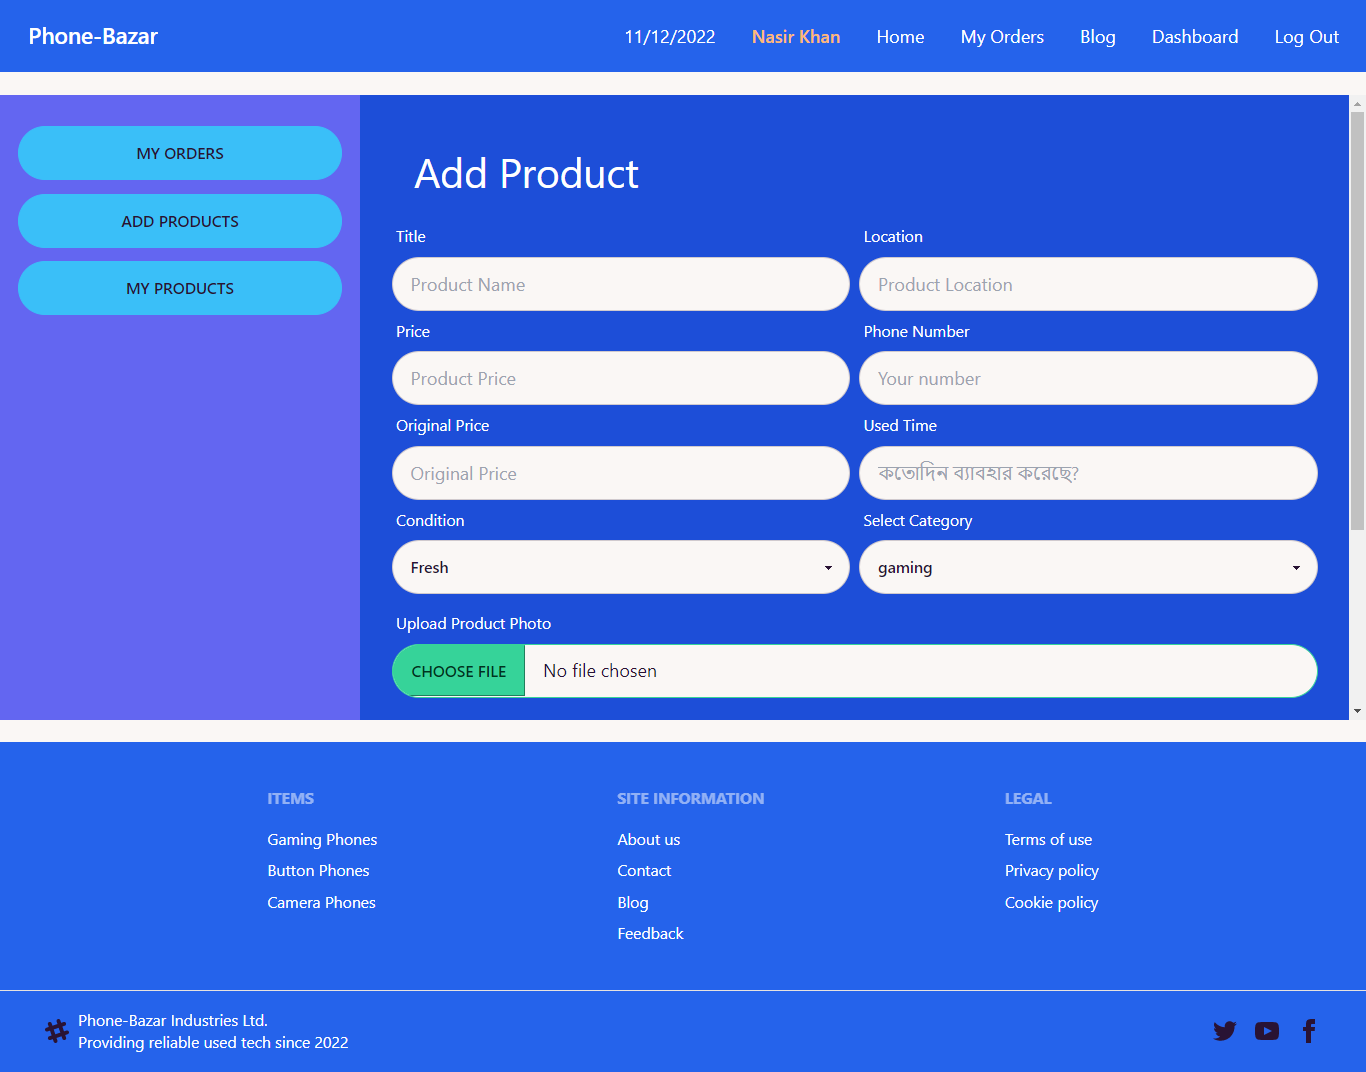 Phone-Bazar
11/12/2022
Nasir Khan
Home
My Orders
Blog
Dashboard
Log Out
MY ORDERS
ADD PRODUCTS
MY PRODUCTS
Add Product
Title
Location
Product Name
Product Location
Price
Phone Number
Product Price
Your number
Original Price
Used Time
Original Price
কতোদিন ব্যাবহার করেছে?
Condition
Select Category
Fresh
gaming
Upload Product Photo
CHOOSE FILE
No file chosen
ITEMS
Gaming Phones
Button Phones
Camera Phones
SITE INFORMATION
About us
Contact
Blog
Feedback
LEGAL
Terms of use
Privacy policy
Cookie policy
Phone-Bazar Industries Ltd.
Providing reliable used tech since 2022